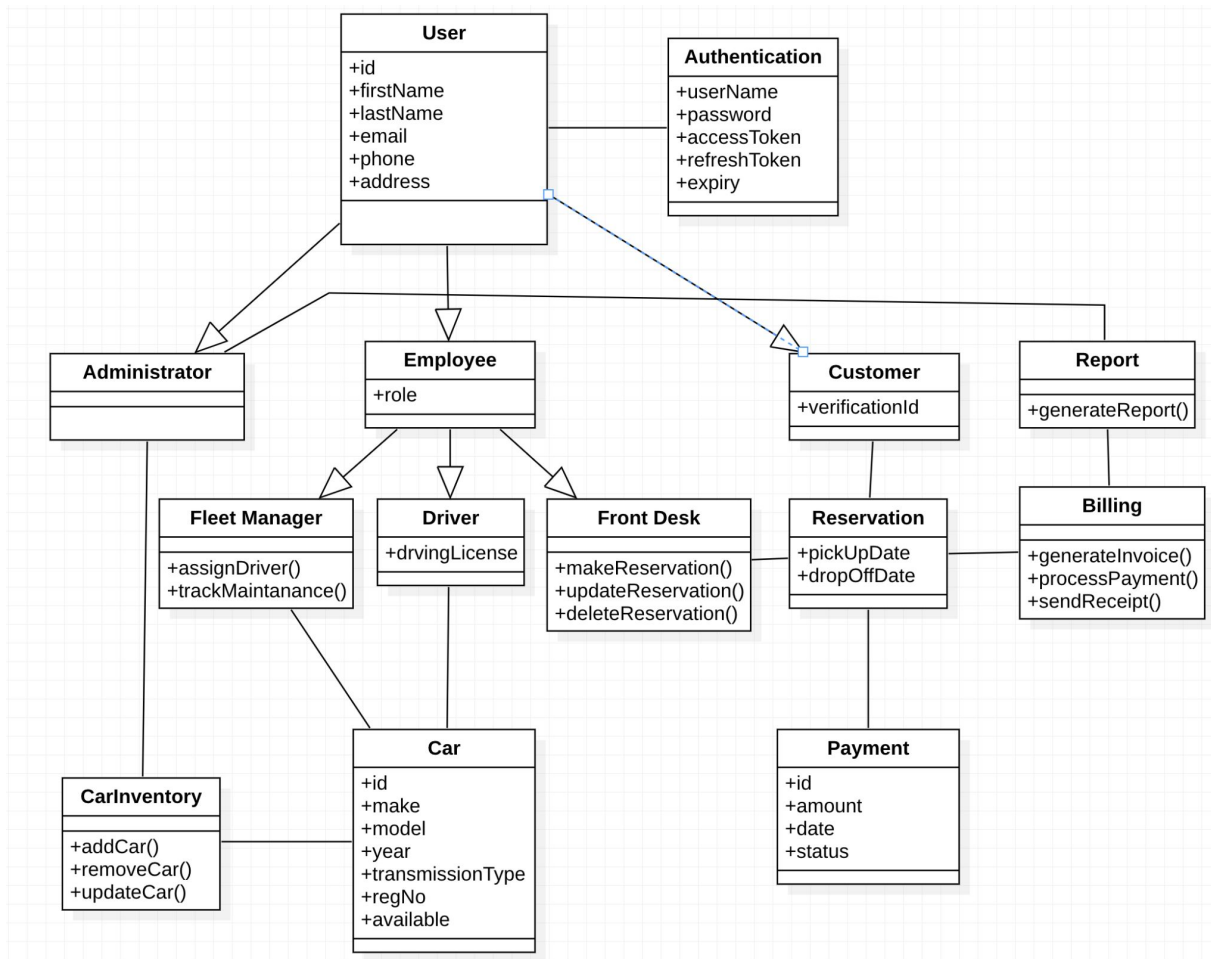 User
+id
+firstName
+lastName
+email
+phone
+address
Authentication
+userName
+password
+accessToken
+refreshToken
+expiry
Administrator
Employee
+role
Customer
+verificationId
Report
+generateReport()
Fleet Manager
+assignDriver()
+trackMaintanance()
Driver
+drvingLicense
Front Desk
+makeReservation()
+updateReservation()
+deleteReservation()
Reservation
+pickUpDate
+dropOffDate
Billing
+generateInvoice()
+processPayment()
+sendReceipt()
CarInventory
+addCar()
+removeCar()
+updateCar()
Car
+id
+make
+model
+year
+transmissionType
+regNo
+available
Payment
+id
+amount
+date
+status